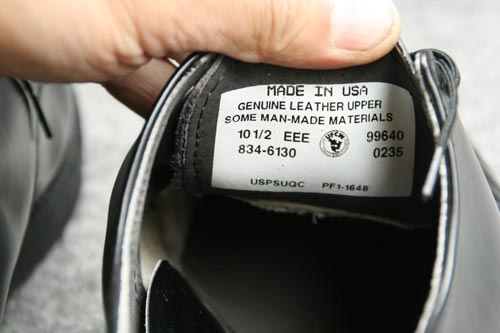 MADE IN USA
GENUINE LEATHER UPPER
SOME MAN-MADE MATERIALS
10 1/2 EEE UFCW 99640
834-6130 0235
USPSUQC PF1-1648